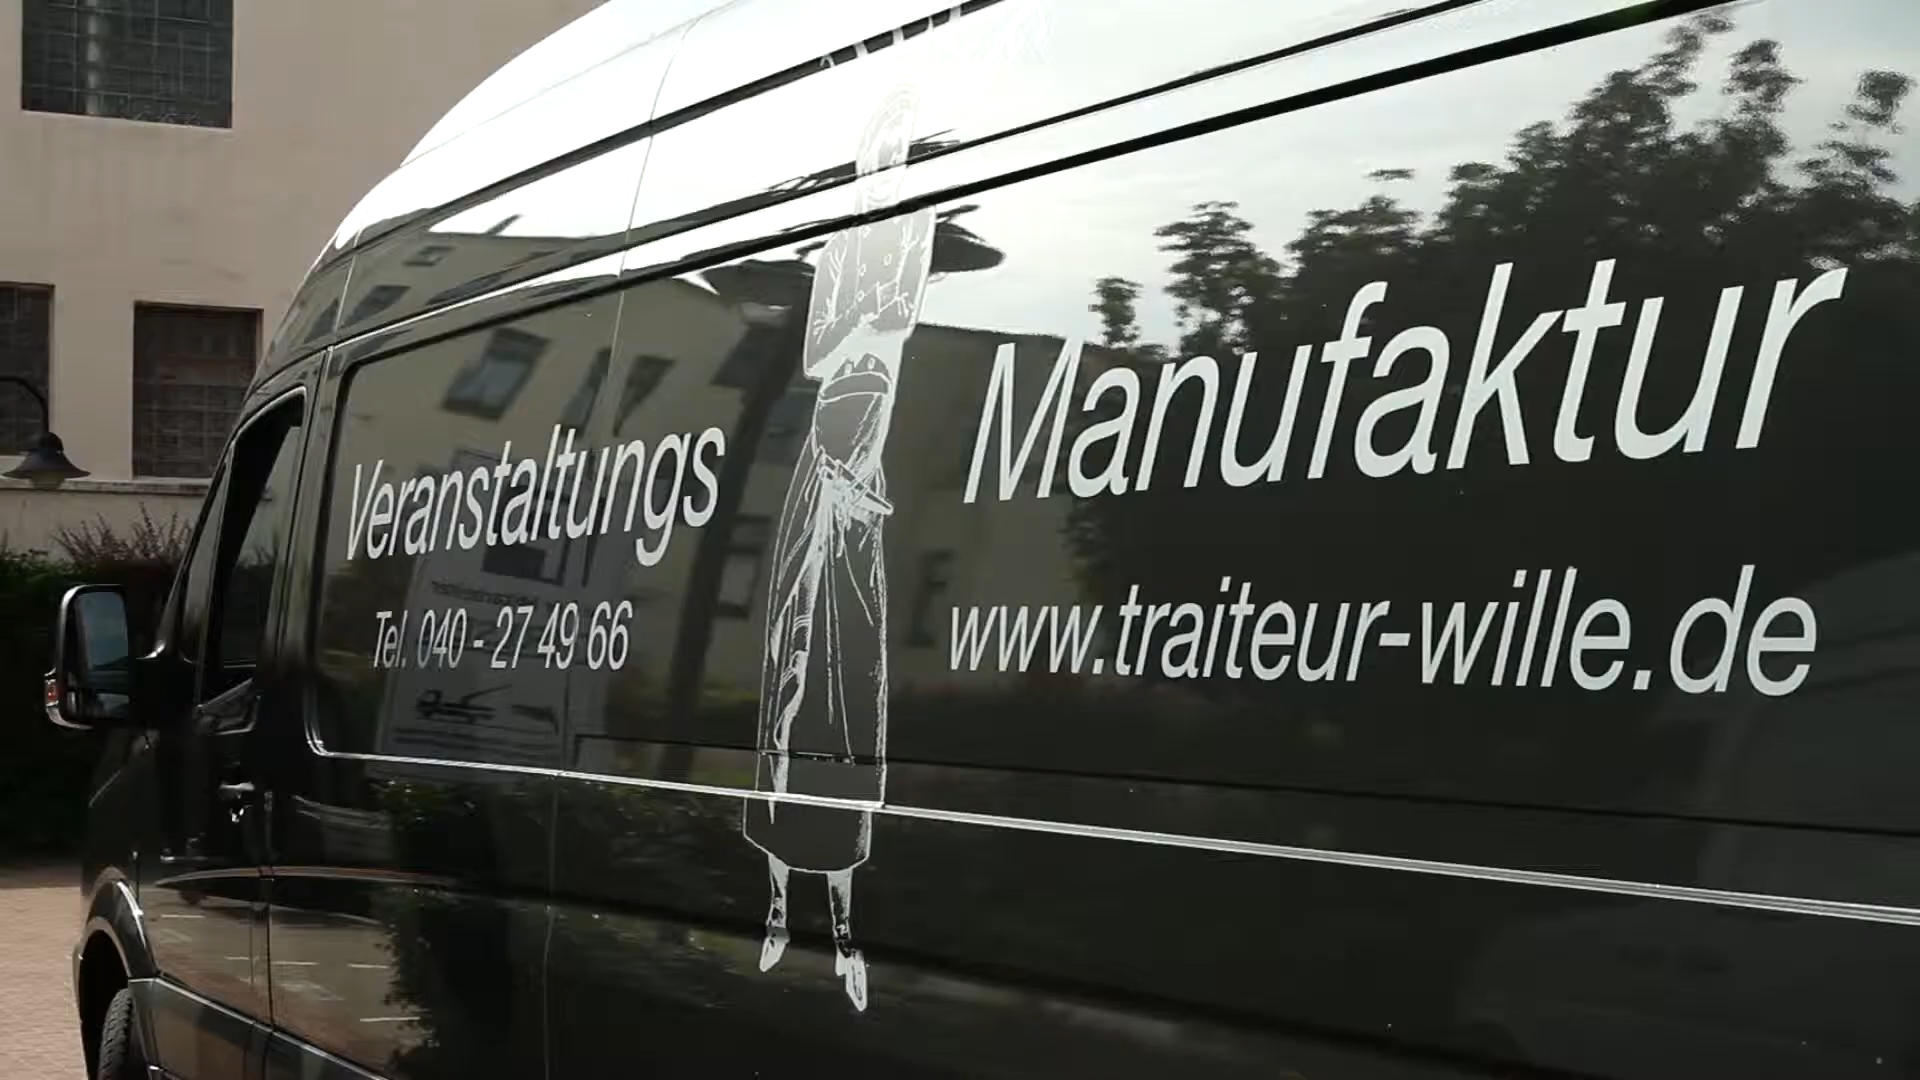 Veranstaltungs Manufaktur
Tel. 040 - 27 49 66
www.traiteur-wille.de